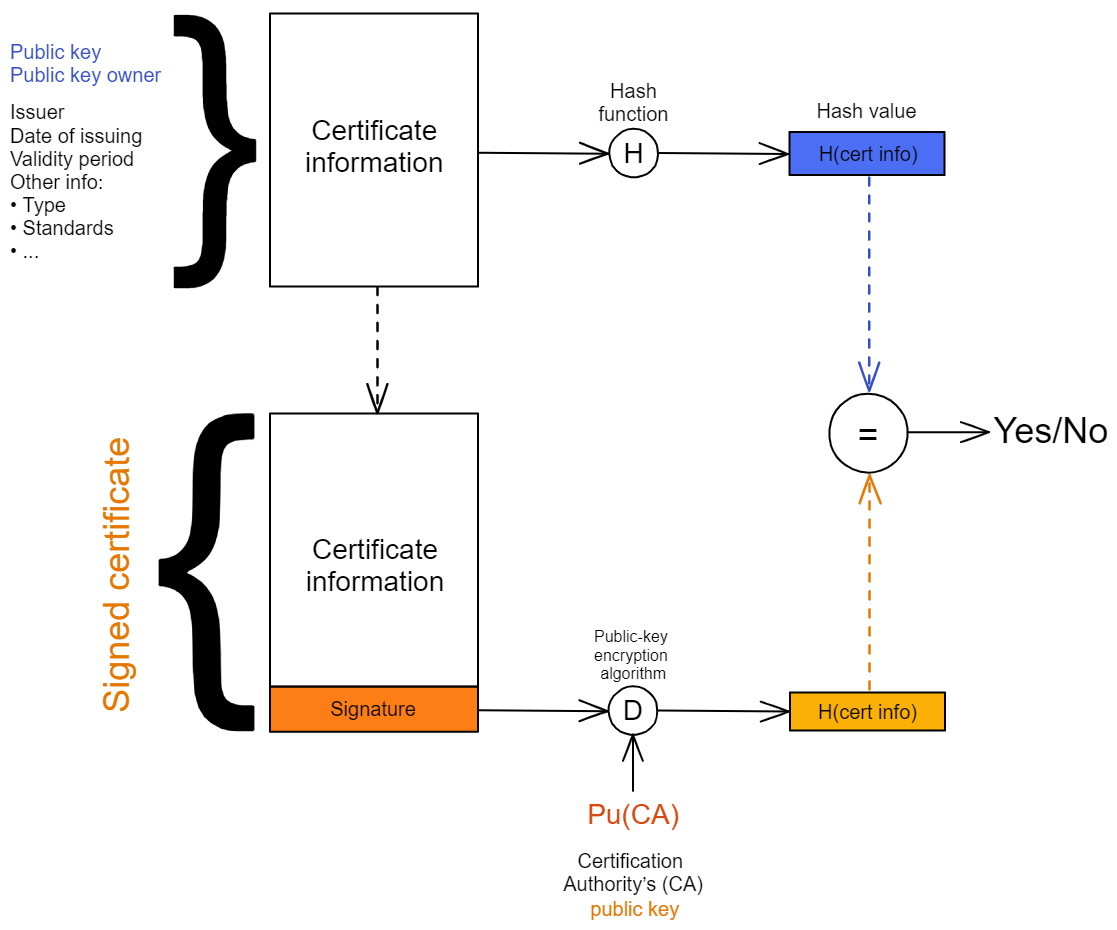 Public key
Public key owner
Issuer
Date of issuing
Validity period
Other info:
• Type
• Standards
• ...
Certificate
information
Hash
function
H
Hash value
H(cert info)
=
Yes/No
Signed certificate
Certificate
information
Signature
Public-key
encryption
algorithm
D
H(cert info)
Pu(CA)
Certification
Authority’s (CA)
public key